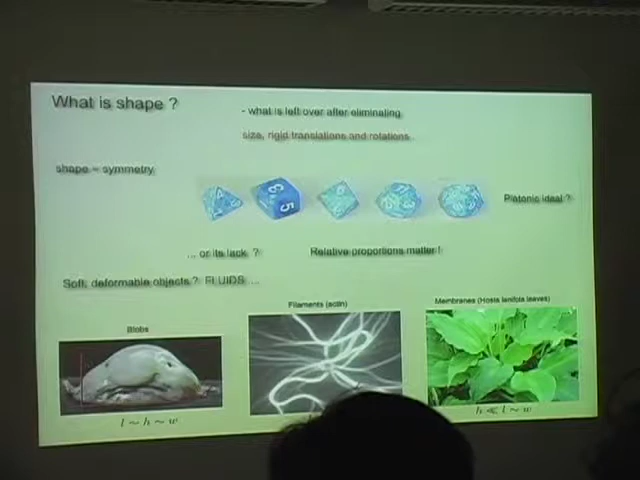 What is shape ?
- what is left over after eliminating
size, rigid translations and rotations
shape ~ symmetry
Platonic ideal ?
... or its lack ?
Relative proportions matter !
Soft, deformable objects ? FLUIDS ...
Blobs
Filaments (actin)
Membranes (Hosta lanifola leaves)
l ~ h ~ w
h ≪ l ~ w